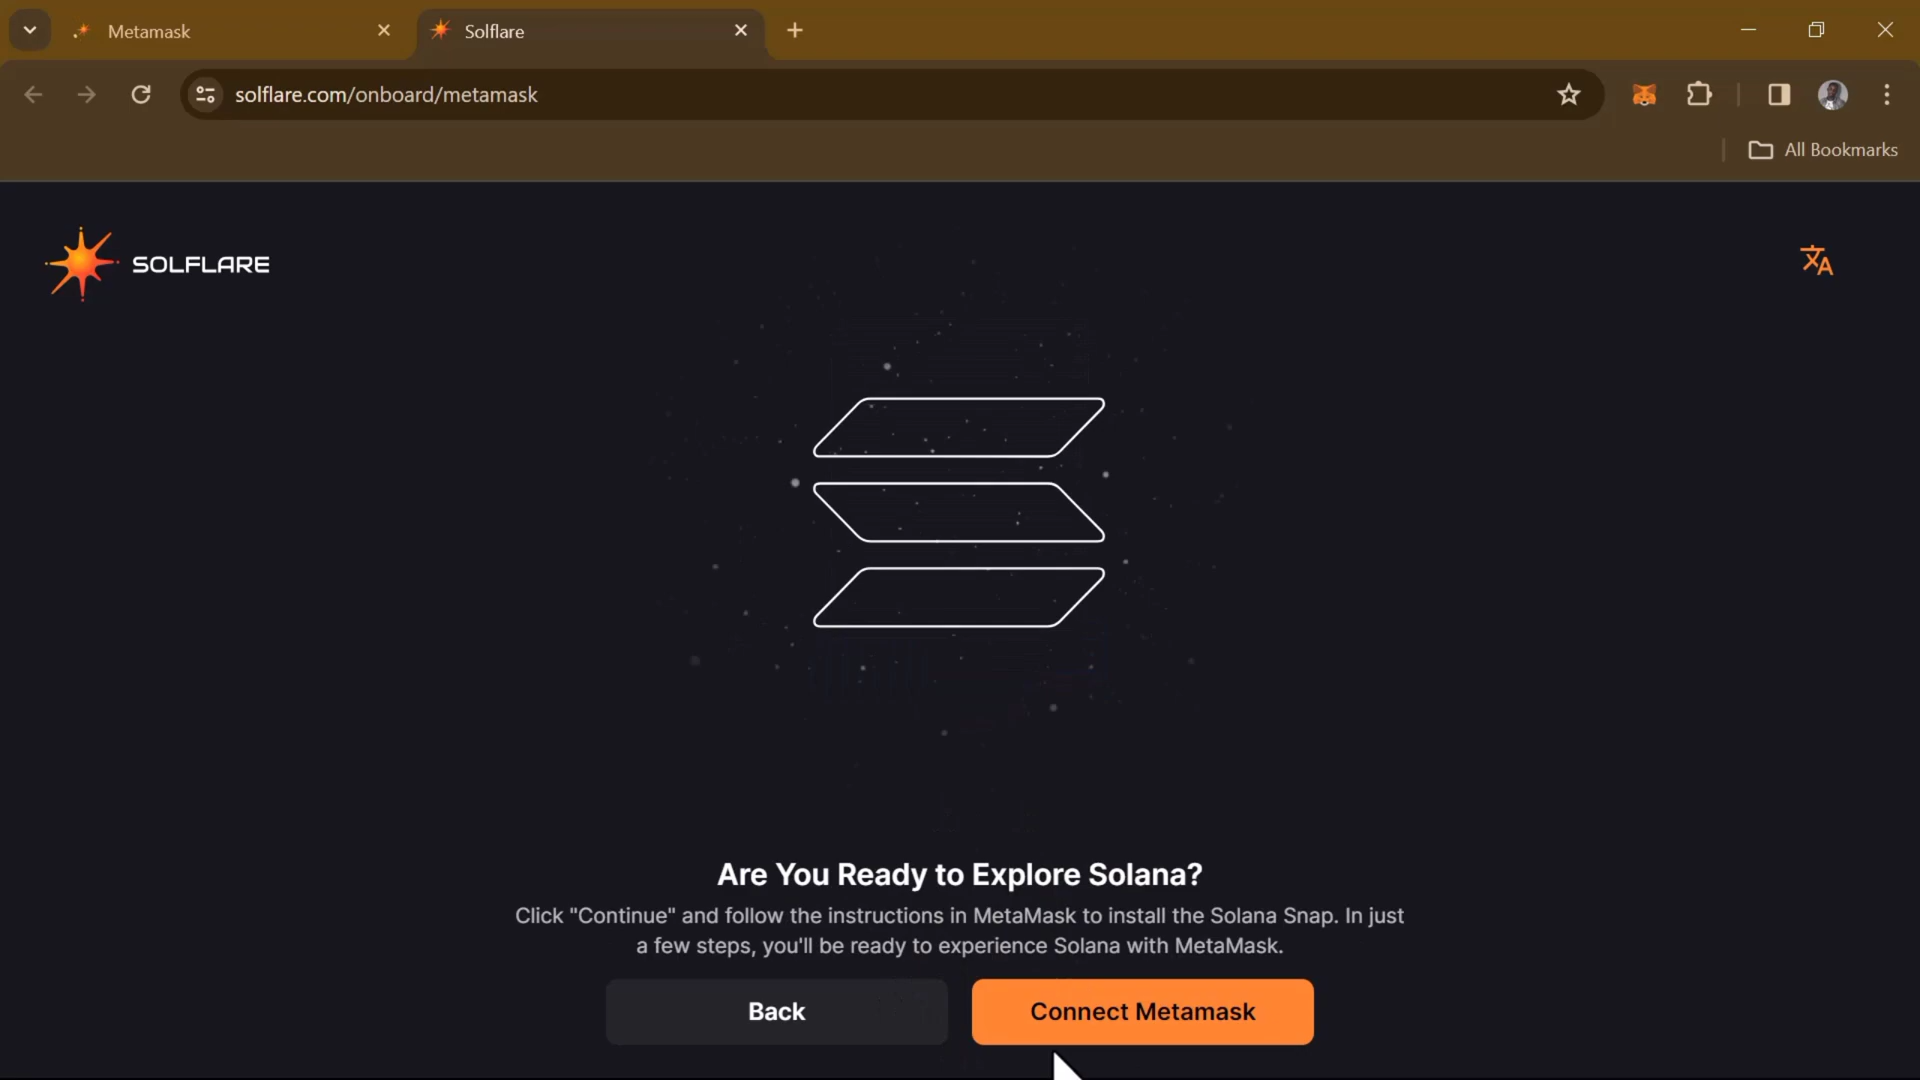 Metamask
Solflare
solflare.com/onboard/metamask
All Bookmarks
SOLFLARE
Are You Ready to Explore Solana?
Click "Continue" and follow the instructions in MetaMask to install the Solana Snap. In just
a few steps, you'll be ready to experience Solana with MetaMask.
Back
Connect Metamask